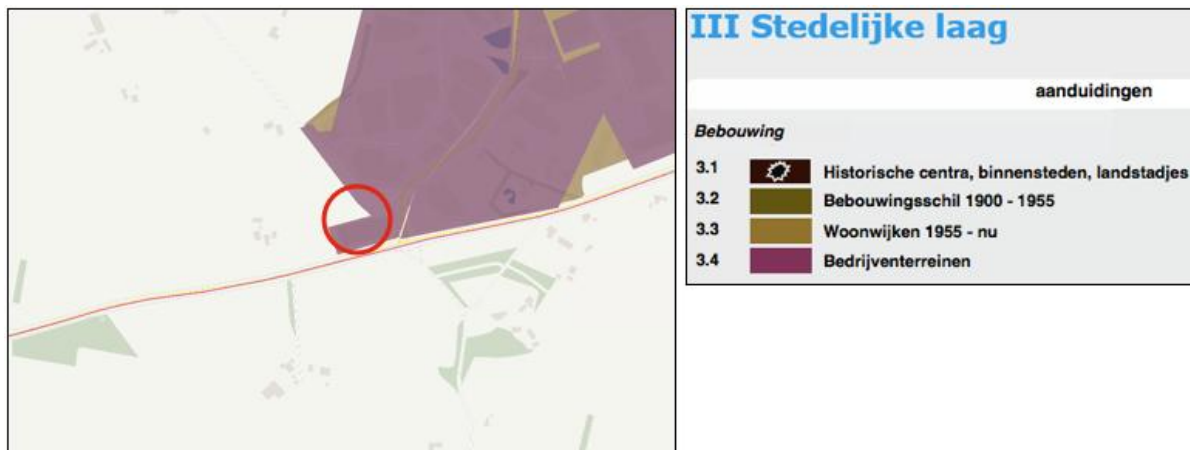 III Stedelijke laag
aanduidingen
Bebouwing
3.1 Historische centra, binnensteden, landstadjes
3.2 Bebouwingsschil 1900 - 1955
3.3 Woonwijken 1955 - nu
3.4 Bedrijventerreinen